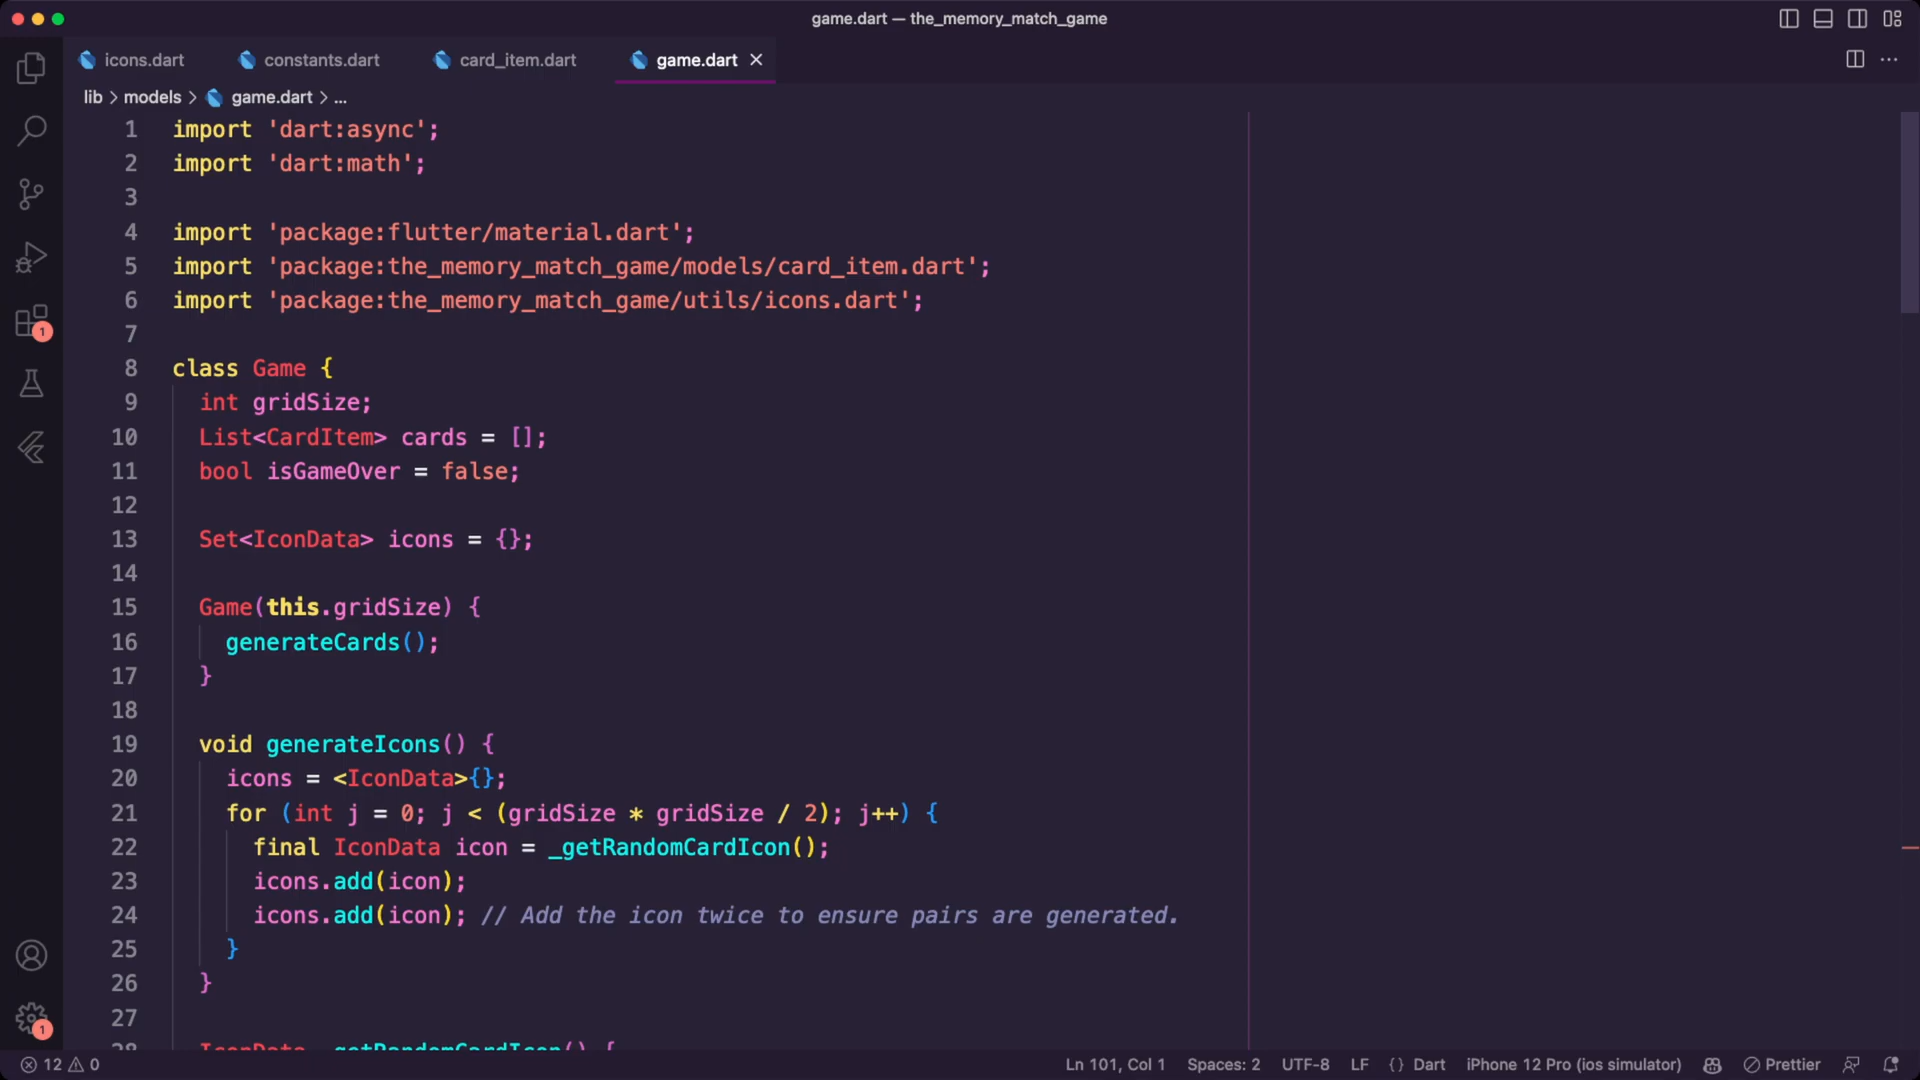 game.dart — the_memory_match_game
icons.dart constants.dart card_item.dart game.dart
lib > models > game.dart > ...
1 import 'dart:async';
2 import 'dart:math';
3
4 import 'package:flutter/material.dart';
5 import 'package:the_memory_match_game/models/card_item.dart';
6 import 'package:the_memory_match_game/utils/icons.dart';
7
8 class Game {
9 int gridSize;
10 List<CardItem> cards = [];
11 bool isGameOver = false;
12
13 Set<IconData> icons = {};
14
15 Game(this.gridSize) {
16 generateCards();
17 }
18
19 void generateIcons() {
20 icons = <IconData>{};
21 for (int j = 0; j < (gridSize * gridSize / 2); j++) {
22 final IconData icon = _getRandomCardIcon();
23 icons.add(icon);
24 icons.add(icon); // Add the icon twice to ensure pairs are generated.
25 }
26 }
27
28 IconData _getRandomCardIcon() {
1
1
12 0 Ln 101, Col 1 Spaces: 2 UTF-8 LF {} Dart iPhone 12 Pro (ios simulator) Prettier